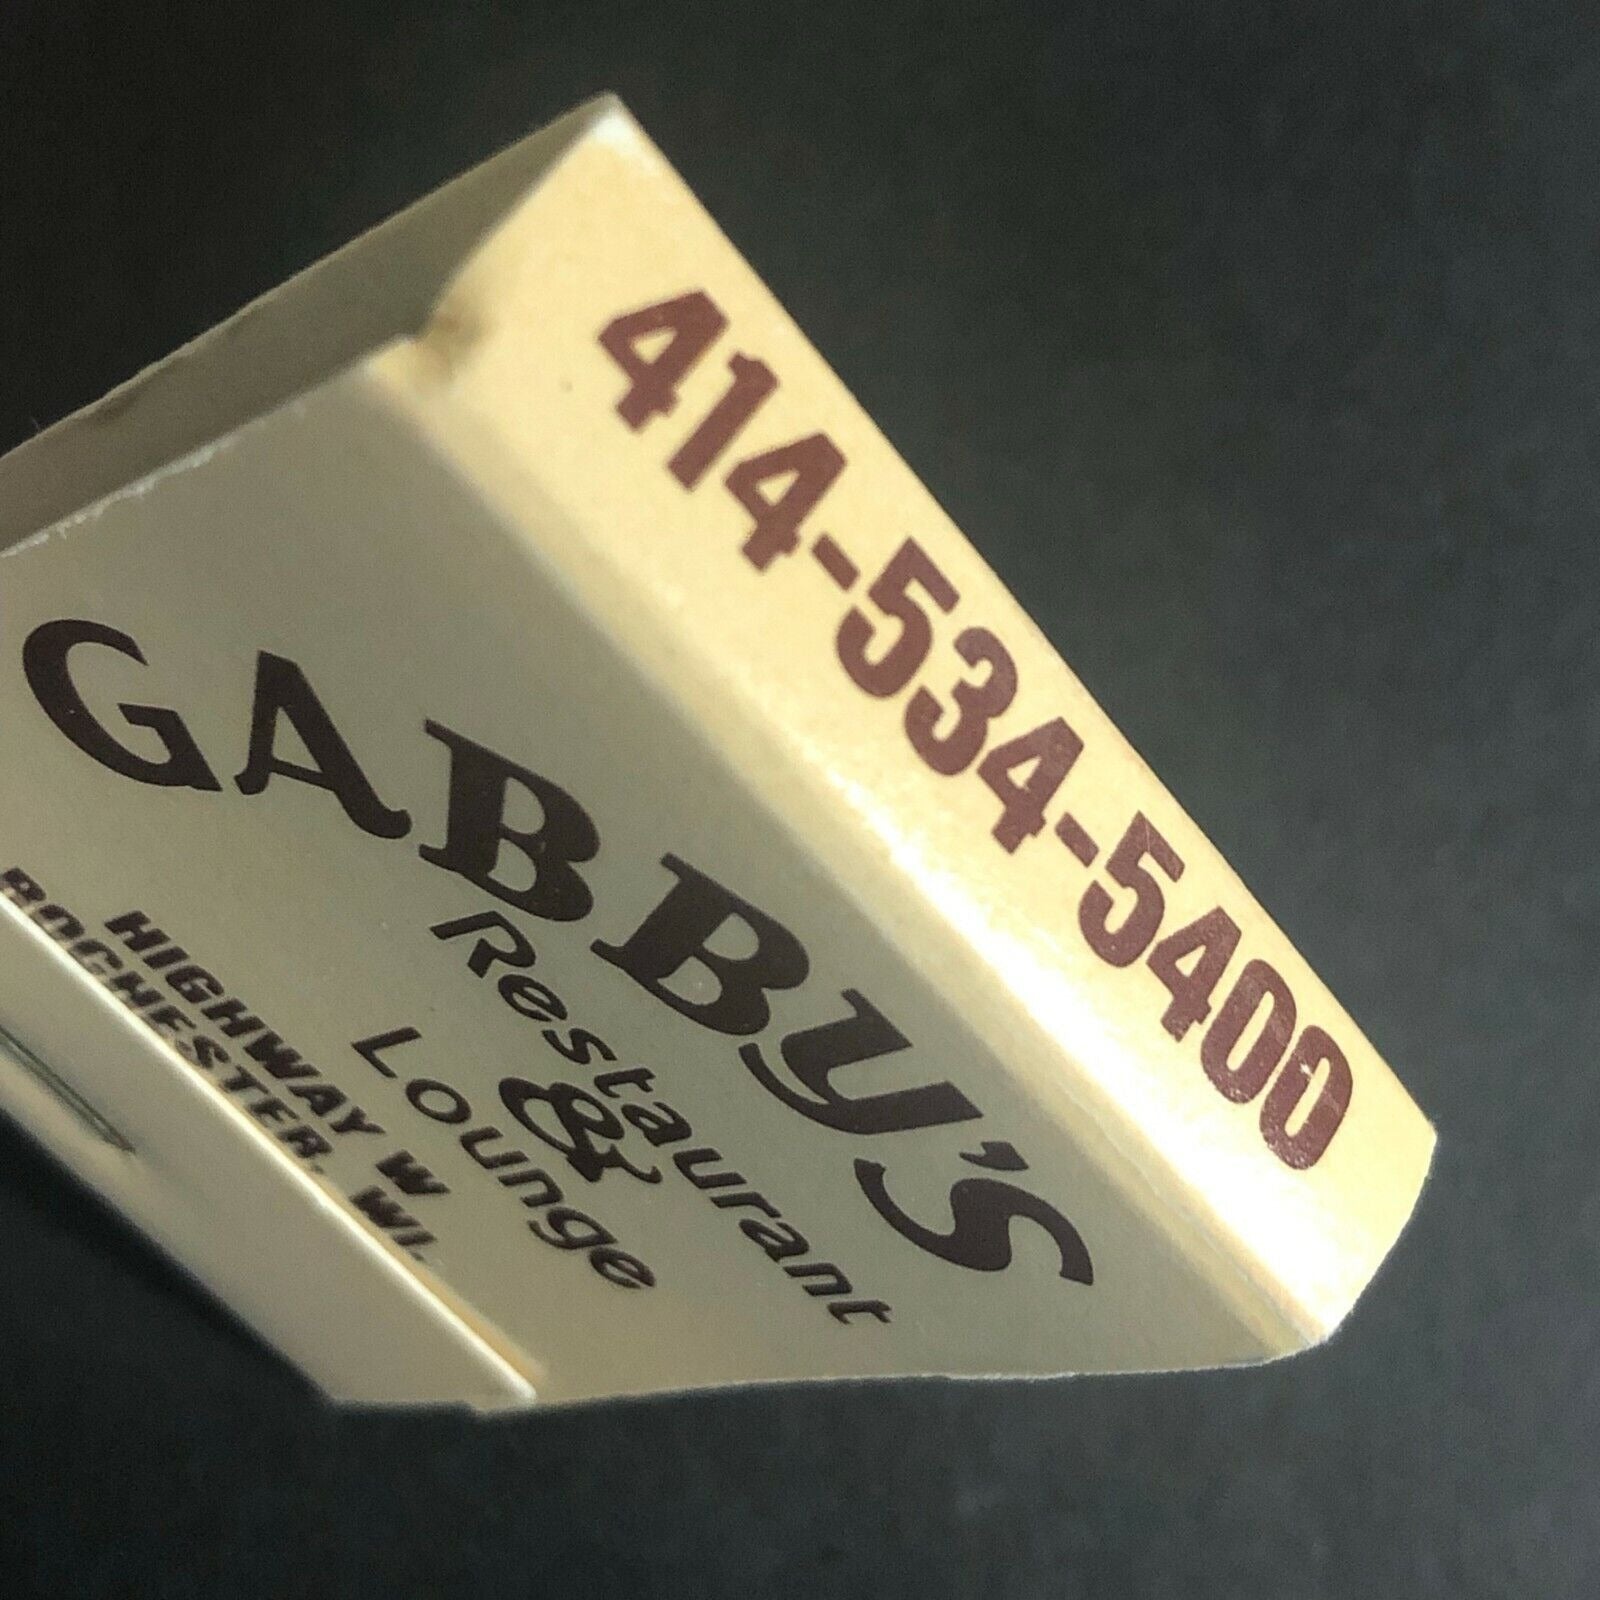 414-534-5400
GABBY'S
Restaurant
&
Lounge
HIGHWAY W
ROCHESTER, WI.